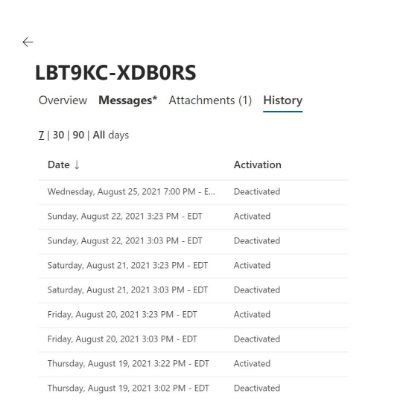 ←
LBT9KC-XDB0RS
Overview Messages* Attachments (1) History
7 | 30 | 90 | All days
Date ↓ Activation
Wednesday, August 25, 2021 7:00 PM - E... Deactivated
Sunday, August 22, 2021 3:23 PM - EDT Activated
Sunday, August 22, 2021 3:03 PM - EDT Deactivated
Saturday, August 21, 2021 3:23 PM - EDT Activated
Saturday, August 21, 2021 3:03 PM - EDT Deactivated
Friday, August 20, 2021 3:23 PM - EDT Activated
Friday, August 20, 2021 3:03 PM - EDT Deactivated
Thursday, August 19, 2021 3:22 PM - EDT Activated
Thursday, August 19, 2021 3:02 PM - EDT Deactivated